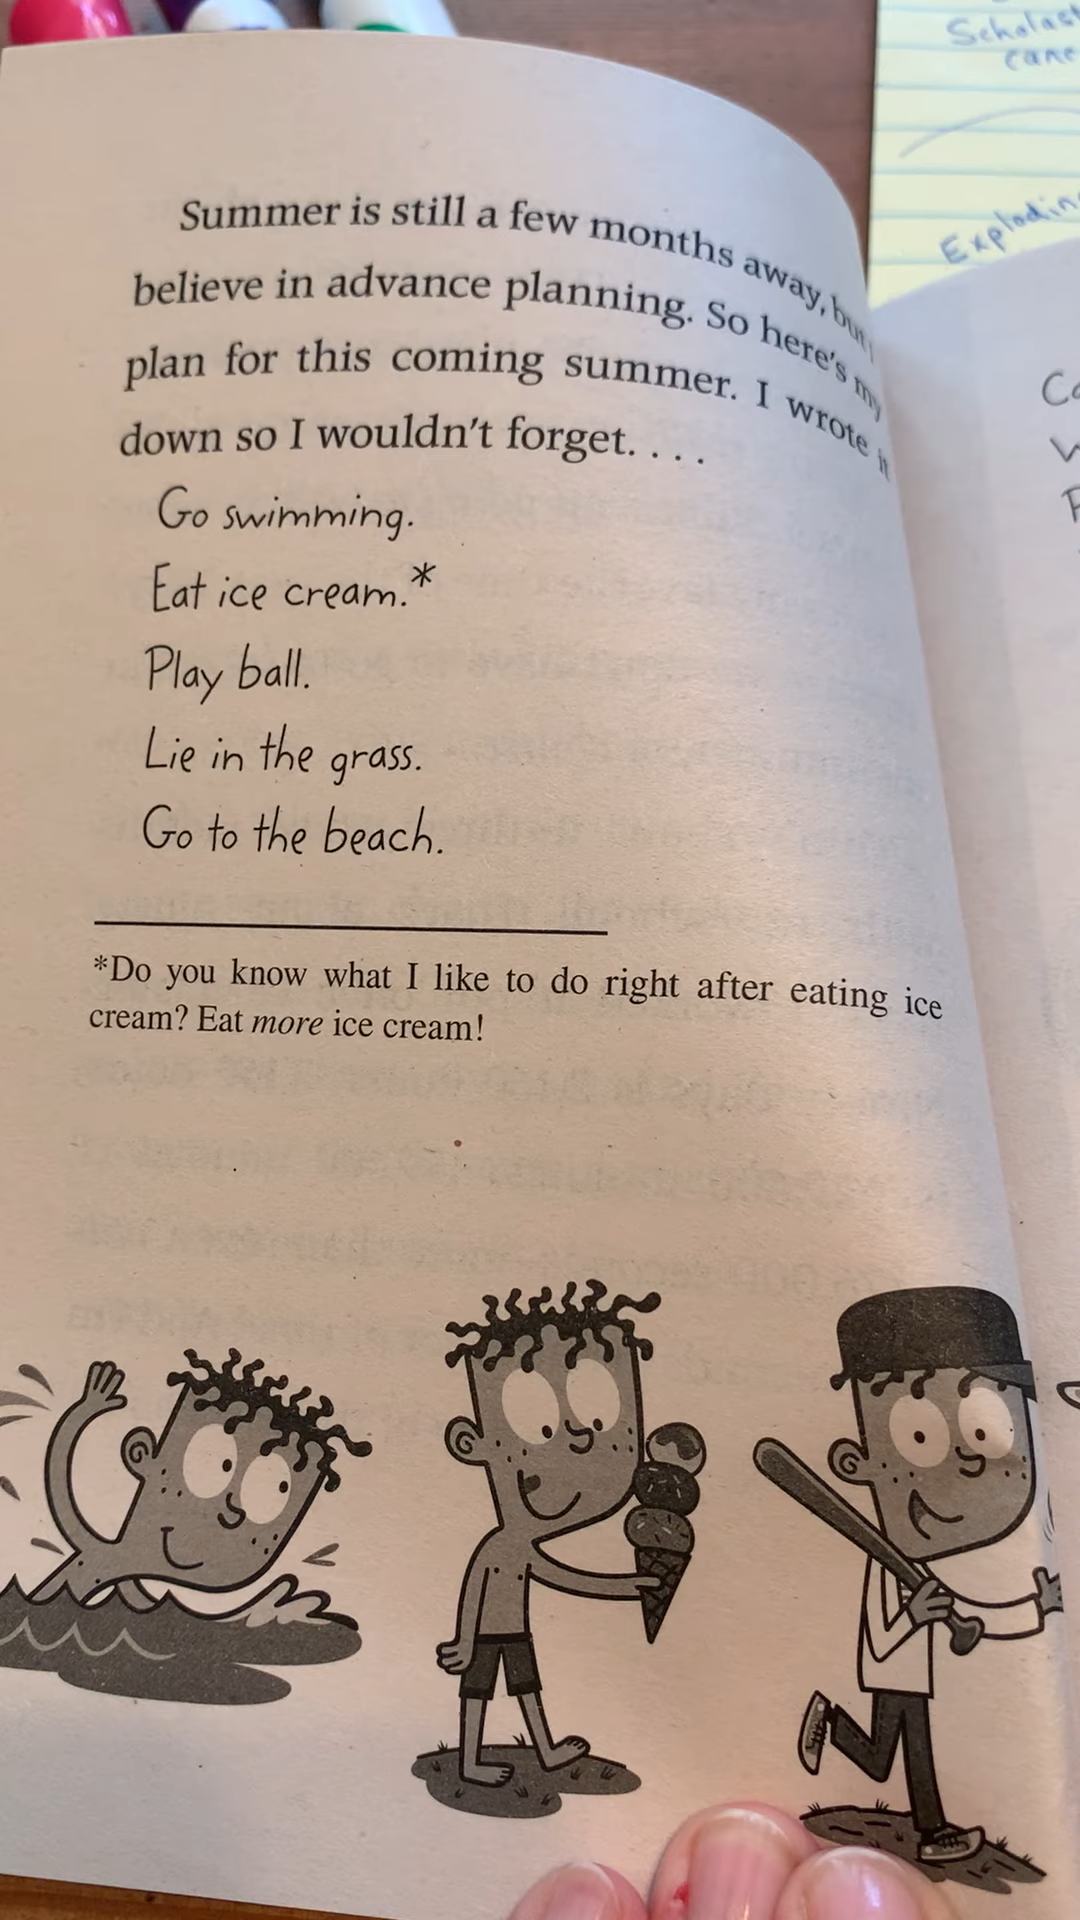 Summer is still a few months away, but I
believe in advance planning. So here's my
plan for this coming summer. I wrote it
down so I wouldn't forget. . . .
Go swimming.
Eat ice cream.*
Play ball.
Lie in the grass.
Go to the beach.
*Do you know what I like to do right after eating ice
cream? Eat more ice cream!